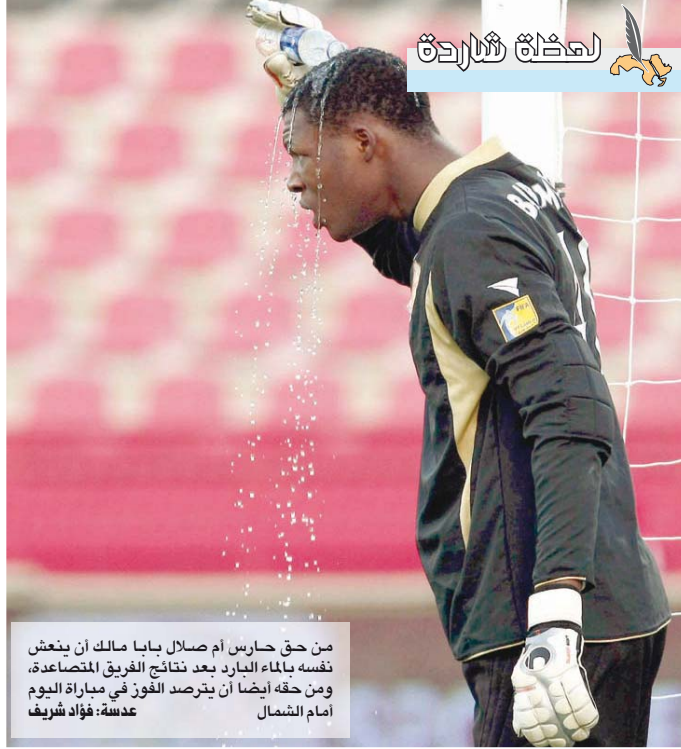 لحظة شاردة
من حق حارس أم صلال بابا مالك أن ينعش
نفسه بالماء البارد بعد نتائج الفريق المتصاعدة،
ومن حقه أيضا أن يترصد الفوز في مباراة اليوم
أمام الشمال عدسة: فؤاد شريف